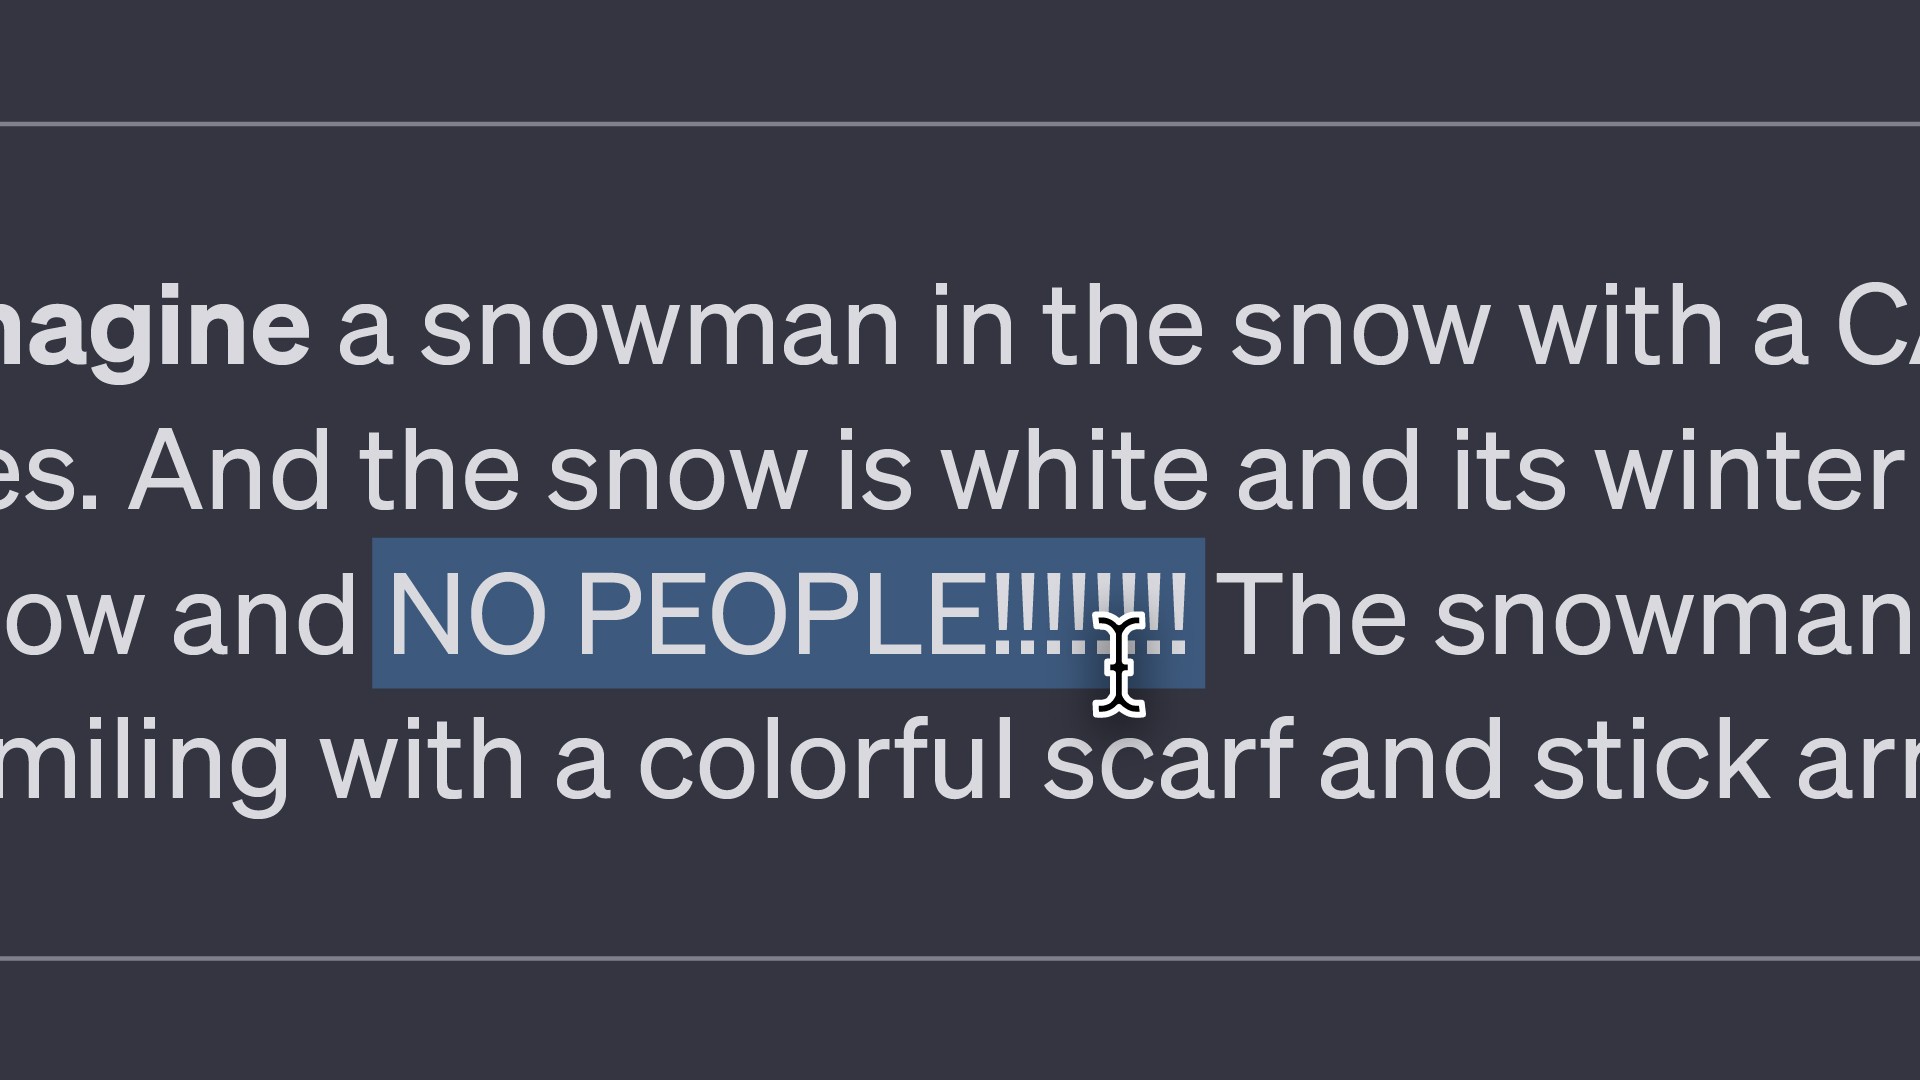 magine a snowman in the snow with a CA
es. And the snow is white and its winter
ow and NO PEOPLE!!!!!!!! The snowman
miling with a colorful scarf and stick arr